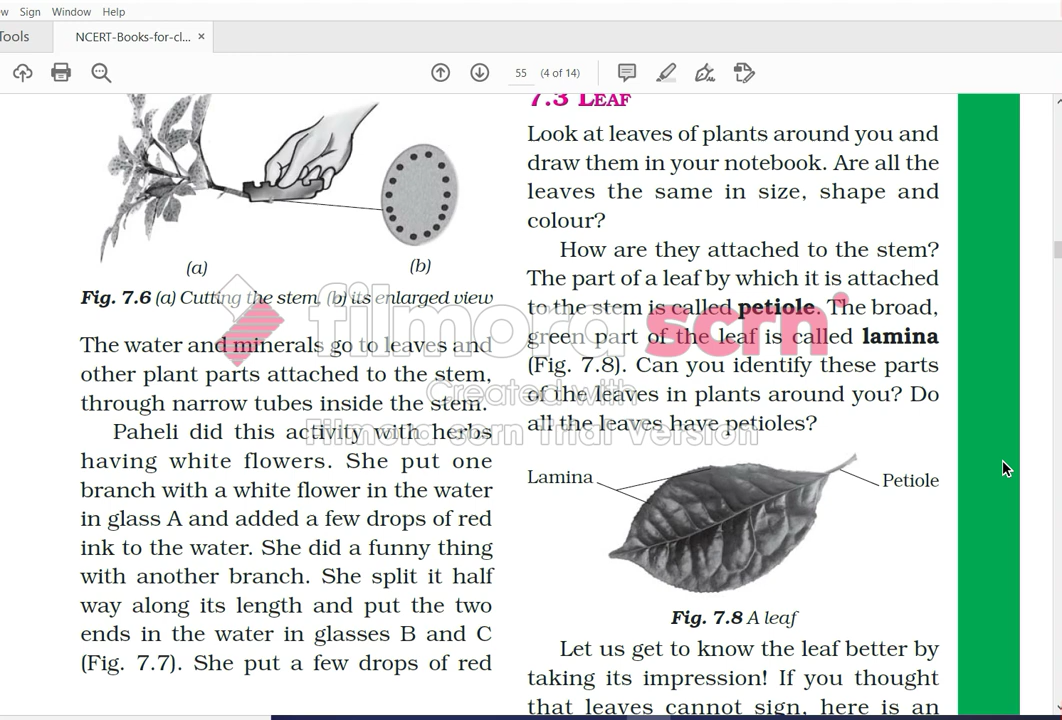 w Sign Window Help
Tools
NCERT-Books-for-cl... ×
55 (4 of 14)
(a)
(b)
Fig. 7.6 (a) Cutting the stem, (b) its enlarged view
The water and minerals go to leaves and
other plant parts attached to the stem,
through narrow tubes inside the stem.
Paheli did this activity with herbs
having white flowers. She put one
branch with a white flower in the water
in glass A and added a few drops of red
ink to the water. She did a funny thing
with another branch. She split it half
way along its length and put the two
ends in the water in glasses B and C
(Fig. 7.7). She put a few drops of red
7.3 LEAF
Look at leaves of plants around you and
draw them in your notebook. Are all the
leaves the same in size, shape and
colour?
How are they attached to the stem?
The part of a leaf by which it is attached
to the stem is called petiole. The broad,
green part of the leaf is called lamina
(Fig. 7.8). Can you identify these parts
of the leaves in plants around you? Do
all the leaves have petioles?
Lamina
Petiole
Fig. 7.8 A leaf
Let us get to know the leaf better by
taking its impression! If you thought
that leaves cannot sign, here is an
filmora scrn
Created with
Filmora scrn Trial Version